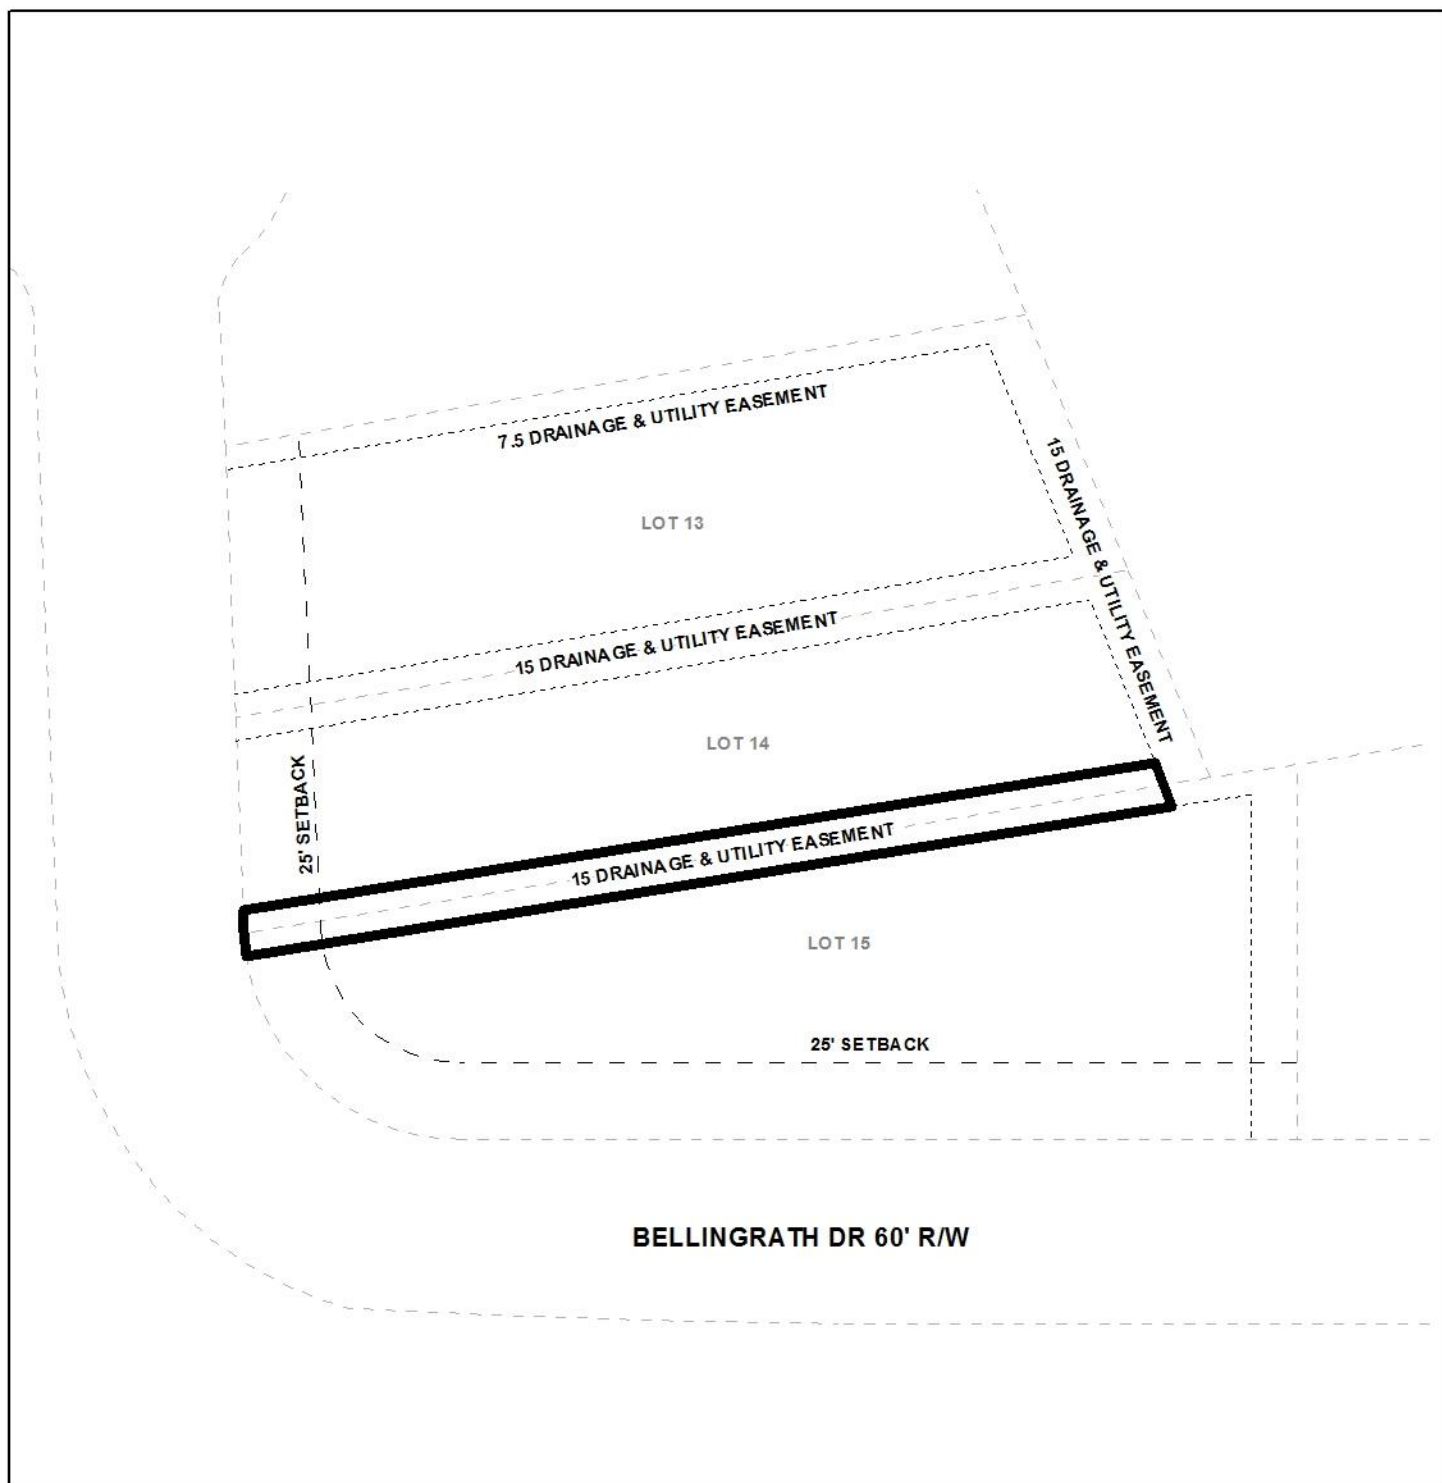 7.5 DRAINAGE & UTILITY EASEMENT
15 DRAINAGE & UTILITY EASEMENT
LOT 13
15 DRAINAGE & UTILITY EASEMENT
LOT 14
25' SETBACK
15 DRAINAGE & UTILITY EASEMENT
LOT 15
25' SETBACK
BELLINGRATH DR 60' R/W